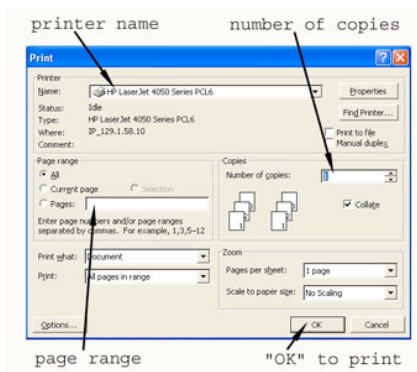 printer name
number of copies
Print
Printer
Name: HP LaserJet 4050 Series PCL6
Properties
Status: Idle
Find Printer...
Type: HP LaserJet 4050 Series PCL6
Where: IP_129.1.58.10
Print to file
Comment:
Manual duplex
Page range
Copies
All
Number of copies: 1
Current page
Selection
Pages:
Collate
Enter page numbers and/or page ranges
separated by commas. For example, 1,3,5-12
Print what: Document
Zoom
Pages per sheet: 1 page
Print: All pages in range
Scale to paper size: No Scaling
Options...
OK
Cancel
page range
"OK" to print